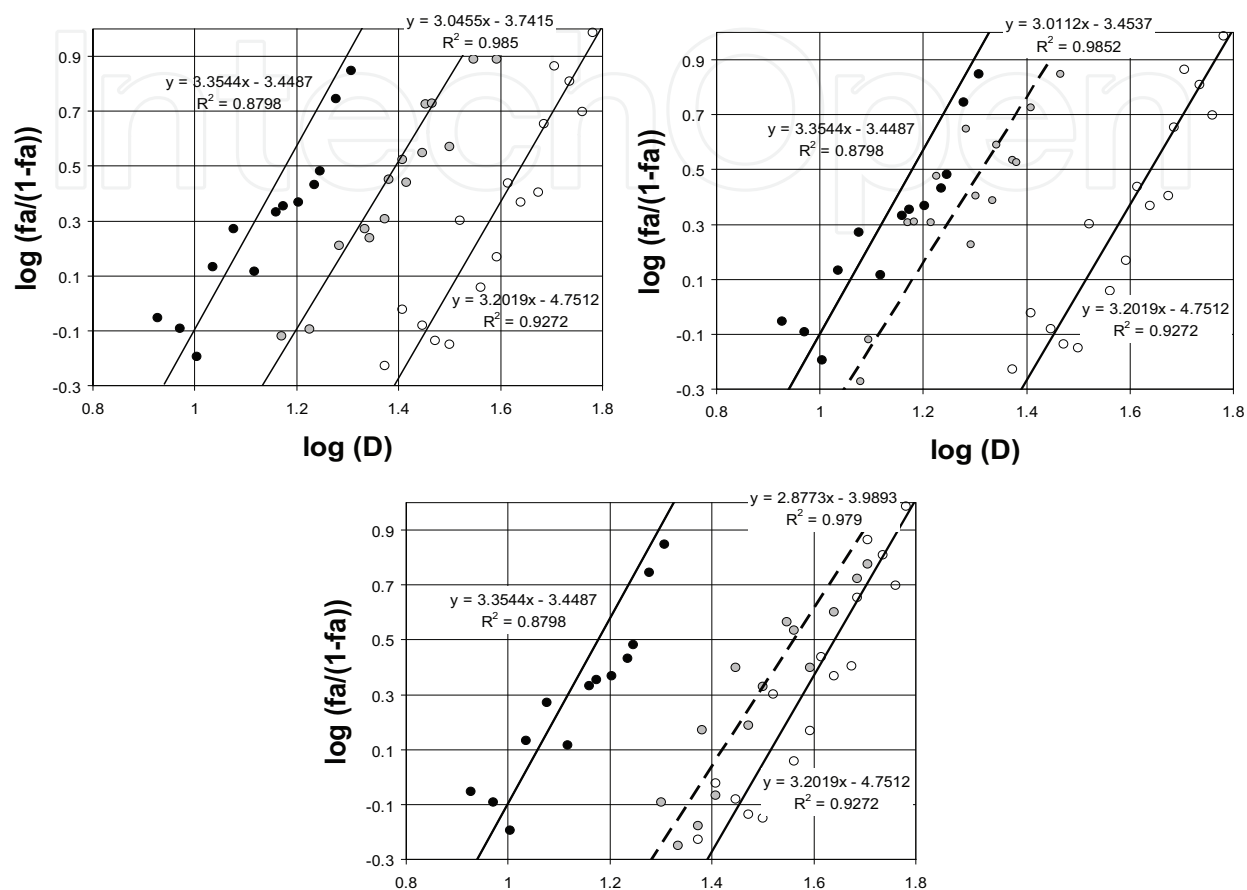 IntechOpen
y = 3.0455x - 3.7415
R² = 0.985
y = 3.3544x - 3.4487
R² = 0.8798
y = 3.2019x - 4.7512
R² = 0.9272
0.9
0.7
0.5
0.3
0.1
-0.1
-0.3
0.8 1 1.2 1.4 1.6 1.8
log (fa/(1-fa))
log (D)
y = 3.0112x - 3.4537
R² = 0.9852
y = 3.3544x - 3.4487
R² = 0.8798
y = 3.2019x - 4.7512
R² = 0.9272
0.9
0.7
0.5
0.3
0.1
-0.1
-0.3
0.8 1 1.2 1.4 1.6 1.8
log (fa/(1-fa))
log (D)
y = 2.8773x - 3.9893
R² = 0.979
y = 3.3544x - 3.4487
R² = 0.8798
y = 3.2019x - 4.7512
R² = 0.9272
0.9
0.7
0.5
0.3
0.1
-0.1
-0.3
0.8 1 1.2 1.4 1.6 1.8
log (fa/(1-fa))